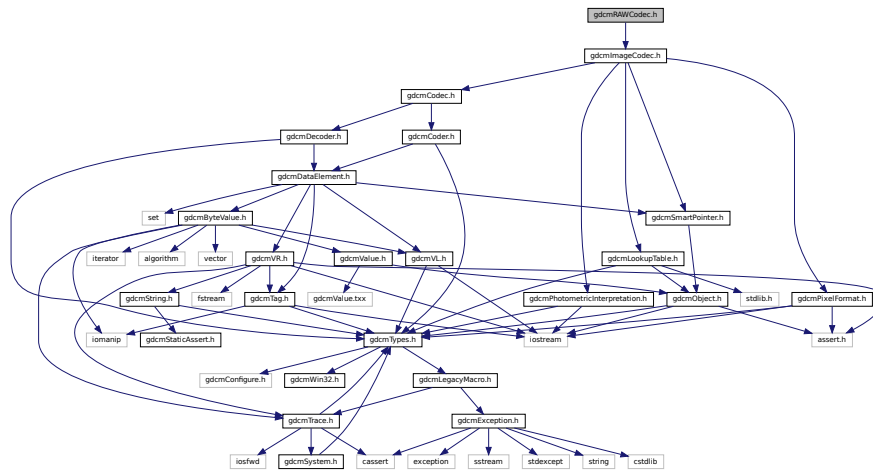 gdcmRAWCodec.h
gdcmImageCodec.h
gdcmCodec.h
gdcmDecoder.h
gdcmCoder.h
gdcmDataElement.h
set
gdcmByteValue.h
gdcmSmartPointer.h
iterator
algorithm
vector
gdcmVR.h
gdcmValue.h
gdcmVL.h
gdcmLookupTable.h
gdcmString.h
fstream
gdcmTag.h
gdcmValue.txx
gdcmPhotometricInterpretation.h
gdcmObject.h
stdlib.h
gdcmPixelFormat.h
iomanip
gdcmStaticAssert.h
gdcmTypes.h
iostream
assert.h
gdcmConfigure.h
gdcmWin32.h
gdcmLegacyMacro.h
gdcmTrace.h
gdcmException.h
iosfwd
gdcmSystem.h
cassert
exception
sstream
stdexcept
string
cstdlib